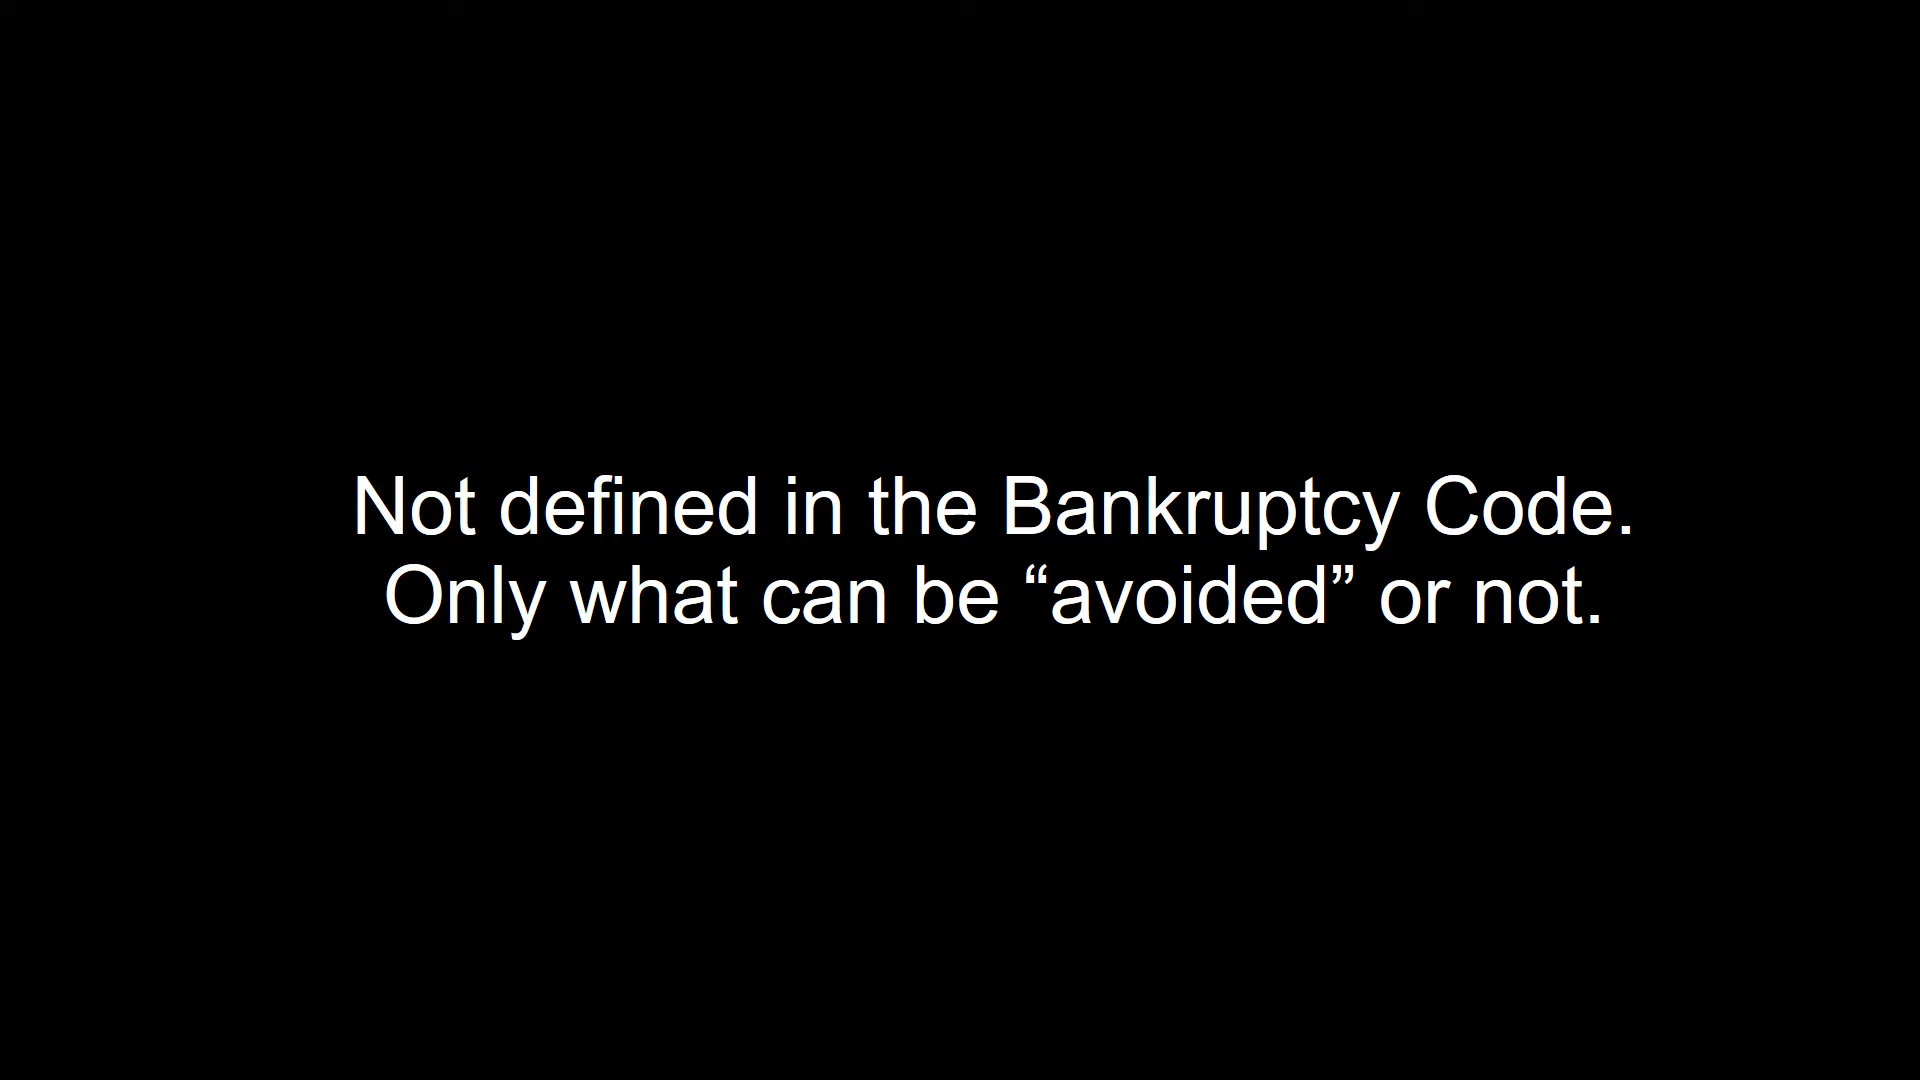 Not defined in the Bankruptcy Code.
Only what can be “avoided” or not.